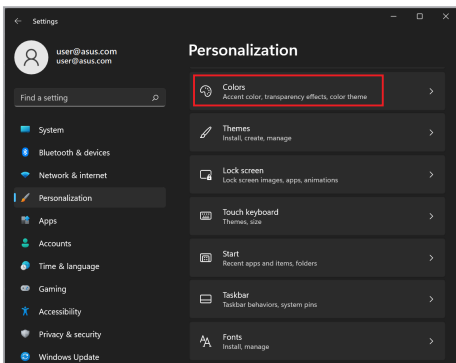 Settings
user@asus.com
user@asus.com
Find a setting
System
Bluetooth & devices
Network & internet
Personalization
Apps
Accounts
Time & language
Gaming
Accessibility
Privacy & security
Windows Update
Personalization
Colors
Accent color, transparency effects, color theme
Themes
Install, create, manage
Lock screen
Lock screen images, apps, animations
Touch keyboard
Themes, size
Start
Recent apps and items, folders
Taskbar
Taskbar behaviors, system pins
Fonts
Install, manage